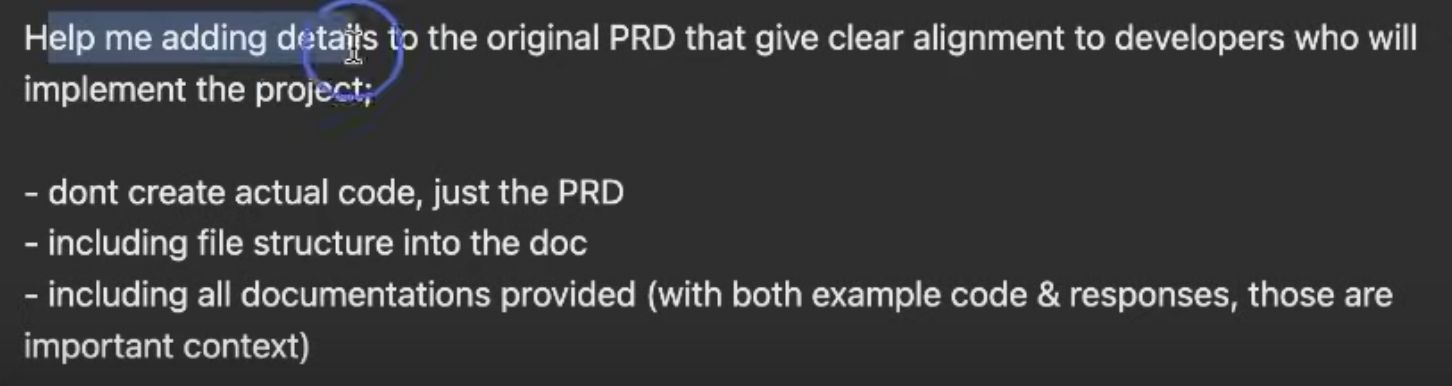 Help me adding details to the original PRD that give clear alignment to developers who will
implement the project;
- dont create actual code, just the PRD
- including file structure into the doc
- including all documentations provided (with both example code & responses, those are
important context)